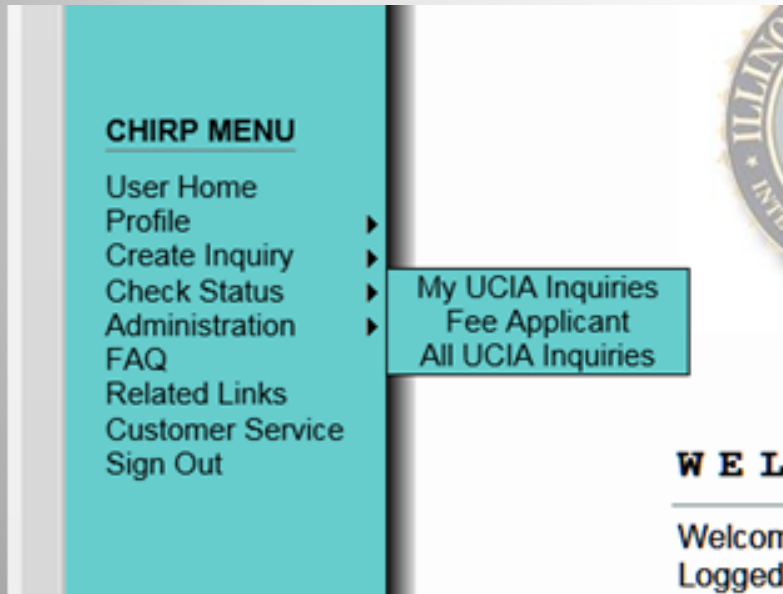 CHIRP MENU
User Home
Profile
Create Inquiry
Check Status
Administration
FAQ
Related Links
Customer Service
Sign Out
My UCIA Inquiries
Fee Applicant
All UCIA Inquiries
ILLINO
W E L
Welcom
Logged